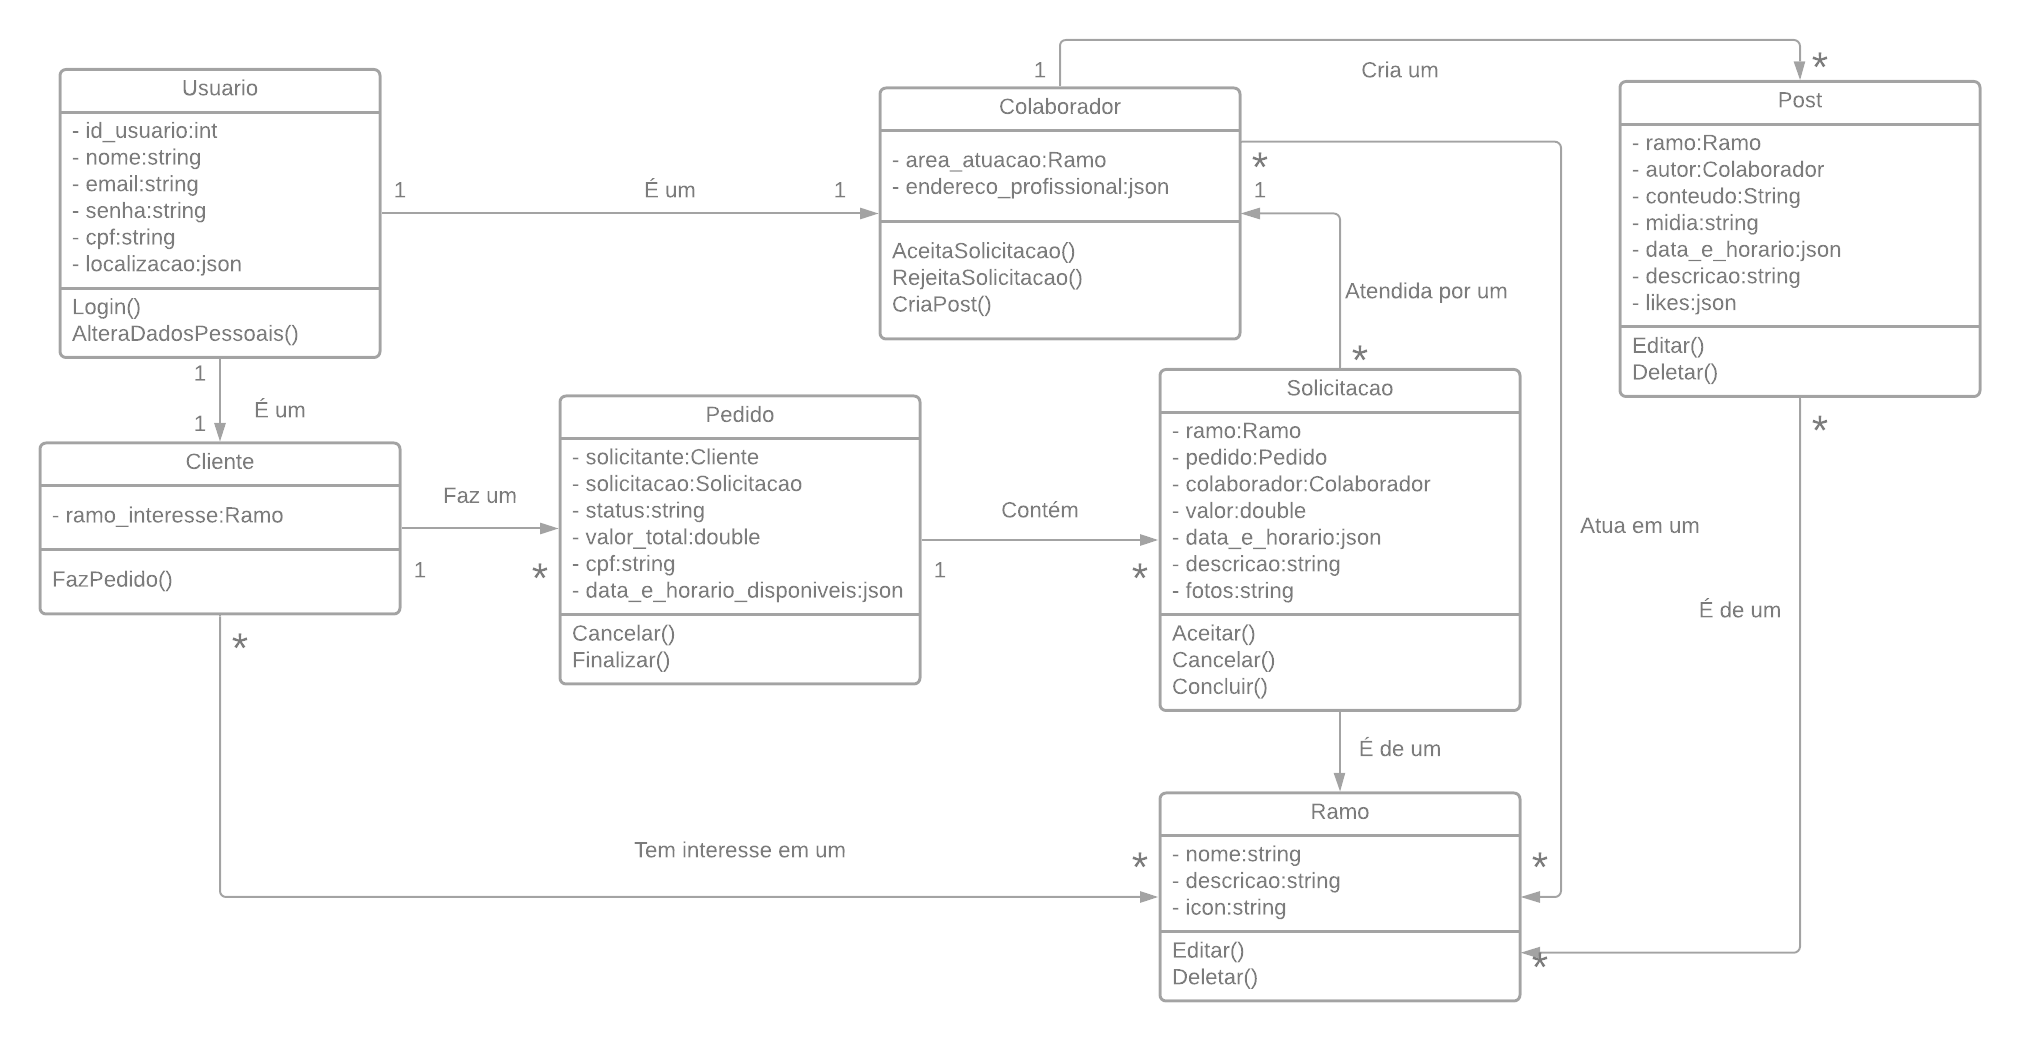 Usuario
- id_usuario:int
- nome:string
- email:string
- senha:string
- cpf:string
- localizacao:json
Login()
AlteraDadosPessoais()
1
É um
1
Colaborador
- area_atuacao:Ramo
- endereco_profissional:json
AceitaSolicitacao()
RejeitaSolicitacao()
CriaPost()
1
Cria um
*
Post
- ramo:Ramo
- autor:Colaborador
- conteudo:String
- midia:string
- data_e_horario:json
- descricao:string
- likes:json
Editar()
Deletar()
*
1
Atendida por um
*
1
É um
1
Cliente
- ramo_interesse:Ramo
FazPedido()
Faz um
1
*
Pedido
- solicitante:Cliente
- solicitacao:Solicitacao
- status:string
- valor_total:double
- cpf:string
- data_e_horario_disponiveis:json
Cancelar()
Finalizar()
Contém
1
*
Solicitacao
- ramo:Ramo
- pedido:Pedido
- colaborador:Colaborador
- valor:double
- data_e_horario:json
- descricao:string
- fotos:string
Aceitar()
Cancelar()
Concluir()
Atua em um
*
É de um
*
É de um
Tem interesse em um
*
Ramo
- nome:string
- descricao:string
- icon:string
Editar()
Deletar()
*
*